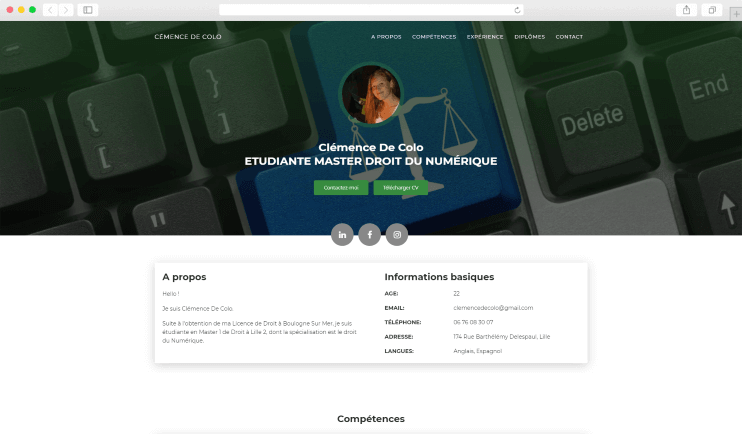 CÉMENCE DE COLO
A PROPOS COMPÉTENCES EXPÉRIENCE DIPLÔMES CONTACT
End
Delete
Clémence De Colo
ETUDIANTE MASTER DROIT DU NUMÉRIQUE
Contactez-moi Télécharger CV
A propos
Hello !
Je suis Clémence De Colo.
Suite à l'obtention de ma Licence de Droit à Boulogne Sur Mer, je suis
étudiante en Master 1 de Droit à Lille 2, dont la spécialisation est le droit
du Numérique.
Informations basiques
AGE: 22
EMAIL: clemencedecolo@gmail.com
TÉLÉPHONE: 06 76 08 30 07
ADRESSE: 174 Rue Barthélémy Delespaul, Lille
LANGUES: Anglais, Espagnol
Compétences